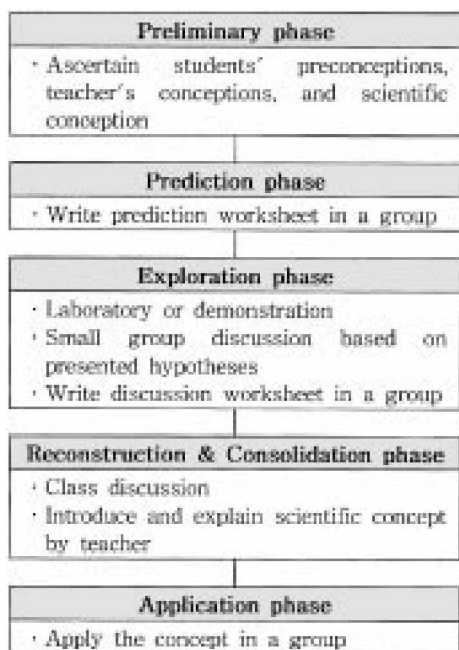 Preliminary phase
· Ascertain students' preconceptions,
teacher's conceptions, and scientific
conception
Prediction phase
· Write prediction worksheet in a group
Exploration phase
· Laboratory or demonstration
· Small group discussion based on
presented hypotheses
· Write discussion worksheet in a group
Reconstruction & Consolidation phase
· Class discussion
· Introduce and explain scientific concept
by teacher
Application phase
· Apply the concept in a group